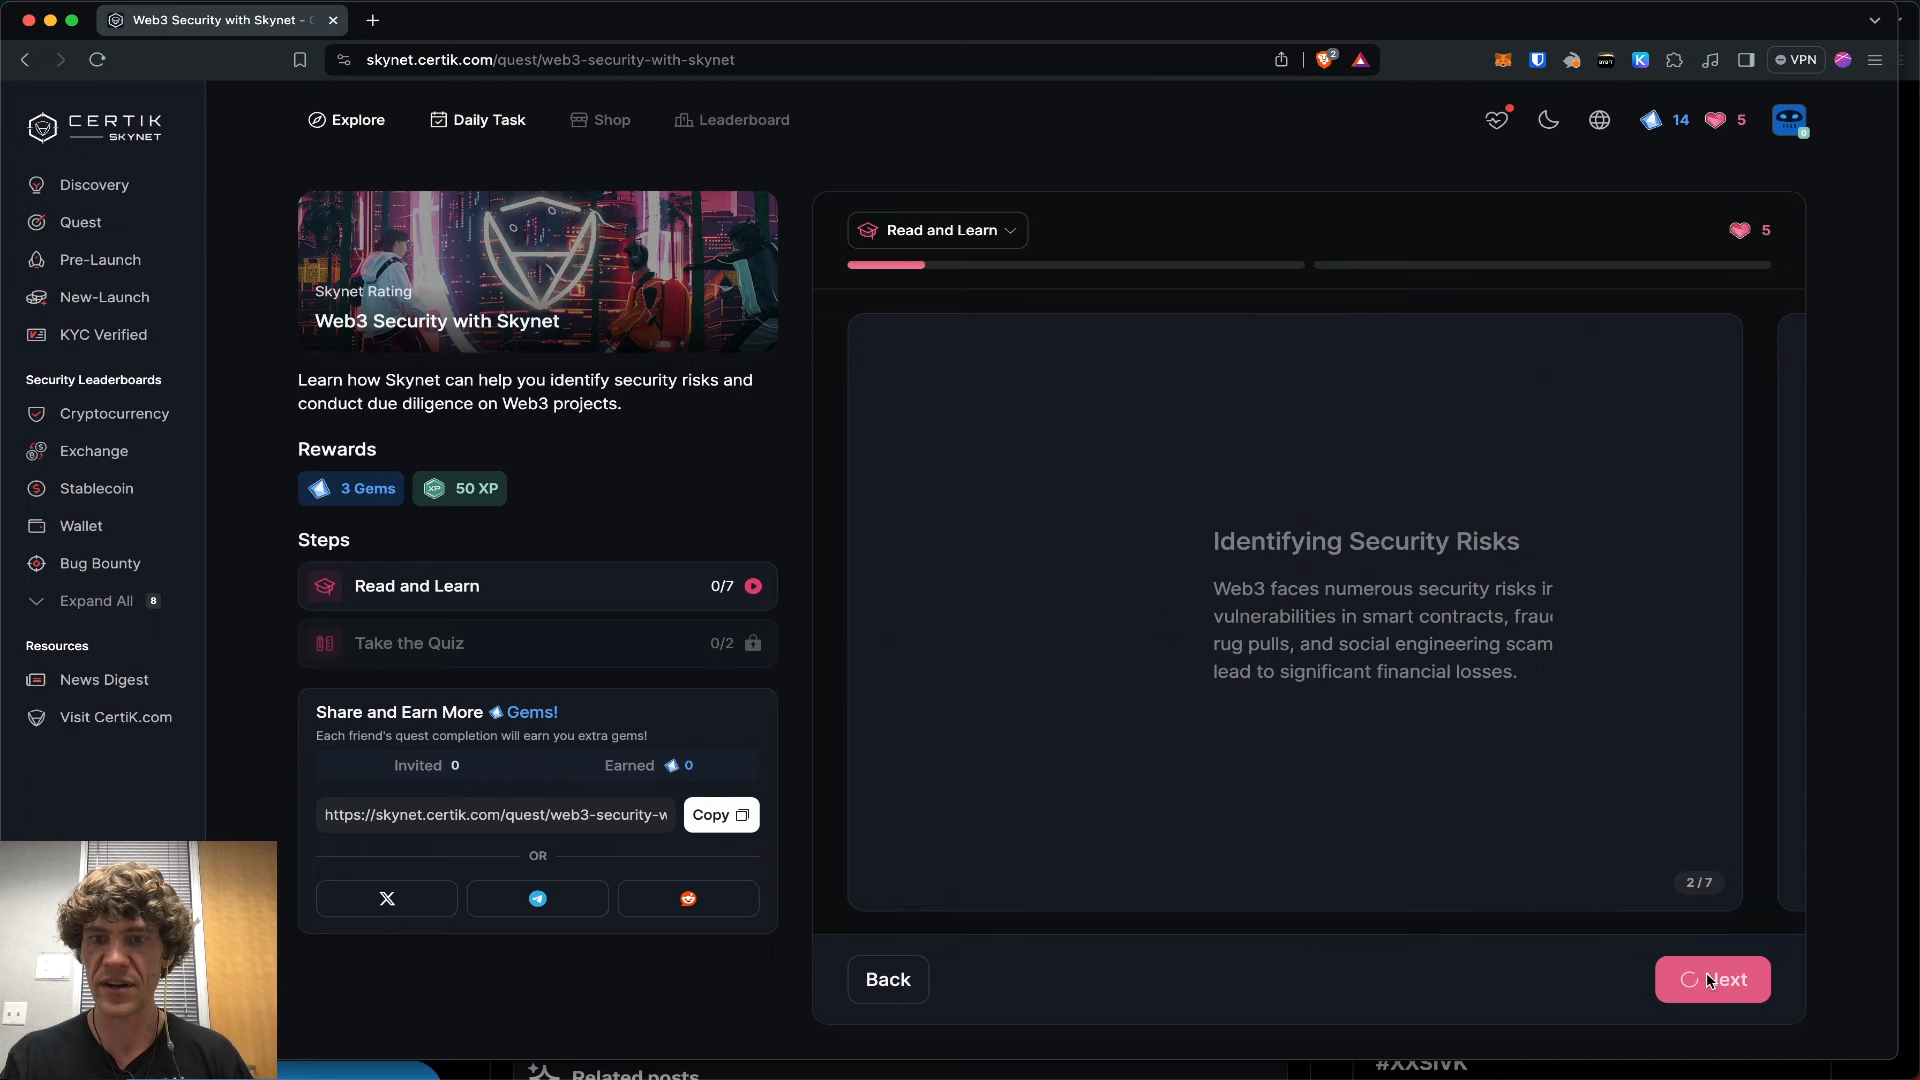 Web3 Security with Skynet -
skynet.certik.com/quest/web3-security-with-skynet
2
VPN
CERTIK
SKYNET
Explore
Daily Task
Shop
Leaderboard
14
5
0
Discovery
Quest
Pre-Launch
New-Launch
KYC Verified
Security Leaderboards
Cryptocurrency
Exchange
Stablecoin
Wallet
Bug Bounty
Expand All 8
Resources
News Digest
Visit CertiK.com
Skynet Rating
Web3 Security with Skynet
Learn how Skynet can help you identify security risks and
conduct due diligence on Web3 projects.
Rewards
3 Gems
XP 50 XP
Steps
Read and Learn 0/7
Take the Quiz 0/2
Share and Earn More Gems!
Each friend's quest completion will earn you extra gems!
Invited 0 Earned 0
https://skynet.certik.com/quest/web3-security-w
Copy
OR
Read and Learn
5
Identifying Security Risks
Web3 faces numerous security risks in
vulnerabilities in smart contracts, frau
rug pulls, and social engineering scam
lead to significant financial losses.
2 / 7
Back
Next
Related posts
#XXSIVK